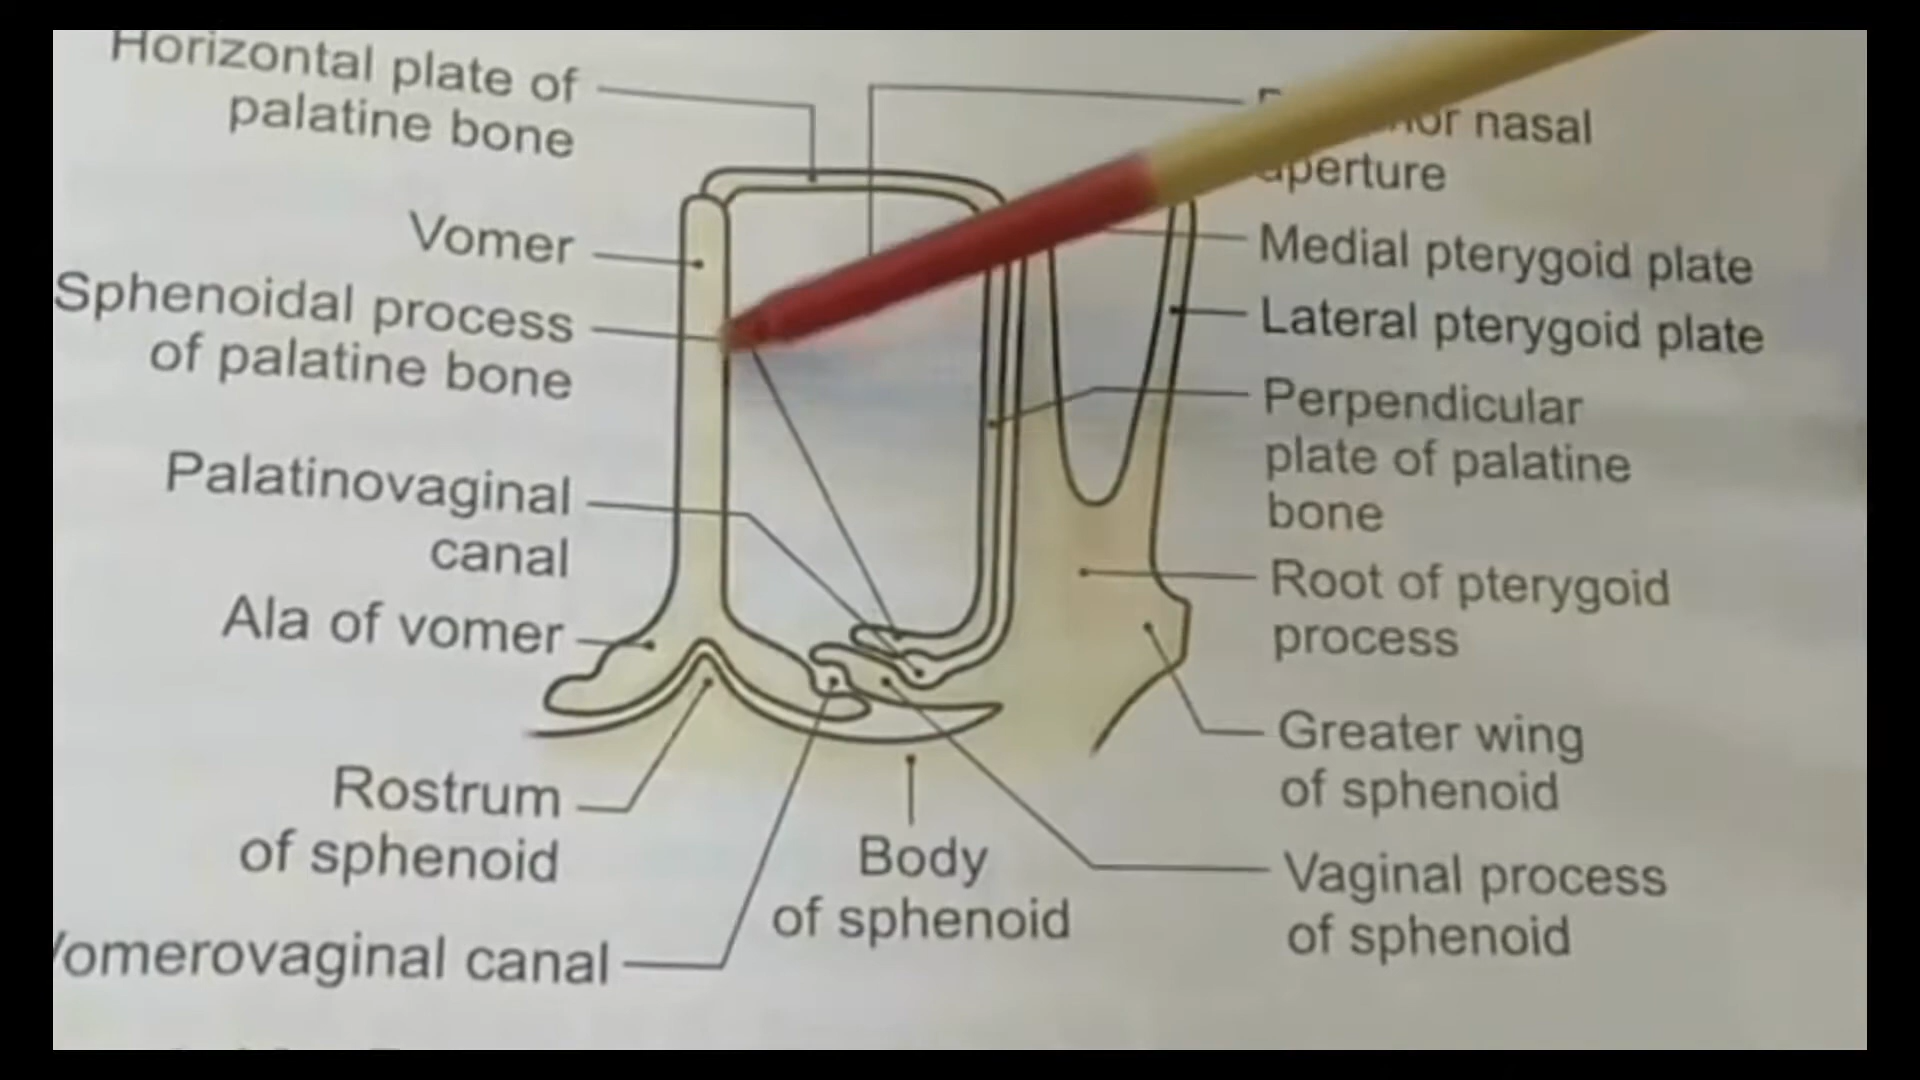 Horizontal plate of
palatine bone
Vomer
Sphenoidal process
of palatine bone
Palatinovaginal
canal
Ala of vomer
Rostrum
of sphenoid
omerovaginal canal
Body
of sphenoid
nasal
aperture
Medial pterygoid plate
Lateral pterygoid plate
Perpendicular
plate of palatine
bone
Root of pterygoid
process
Greater wing
of sphenoid
Vaginal process
of sphenoid